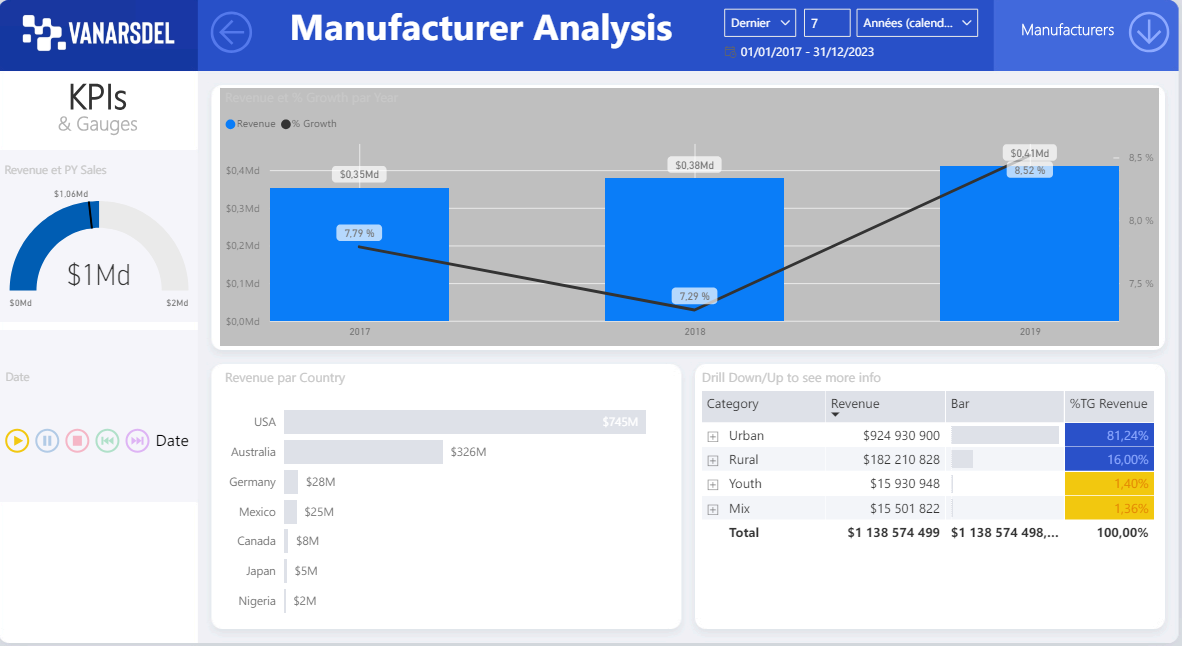 VANARSDEL
Manufacturer Analysis
Dernier
7
Années (calend...
01/01/2017 - 31/12/2023
Manufacturers
KPIs
& Gauges
Revenue et PY Sales
$1,06Md
$1Md
$0Md
$2Md
Date
Date
Revenue et % Growth par Year
Revenue
% Growth
$0,4Md
$0,3Md
$0,2Md
$0,1Md
$0,0Md
$0,35Md
$0,38Md
$0,41Md
7,79 %
7,29 %
8,52 %
8,5 %
8,0 %
7,5 %
2017
2018
2019
Revenue par Country
USA $745M
Australia $326M
Germany $28M
Mexico $25M
Canada $8M
Japan $5M
Nigeria $2M
Drill Down/Up to see more info
Category Revenue Bar %TG Revenue
Urban $924 930 900 81,24%
Rural $182 210 828 16,00%
Youth $15 930 948 1,40%
Mix $15 501 822 1,36%
Total $1 138 574 499 $1 138 574 498,... 100,00%